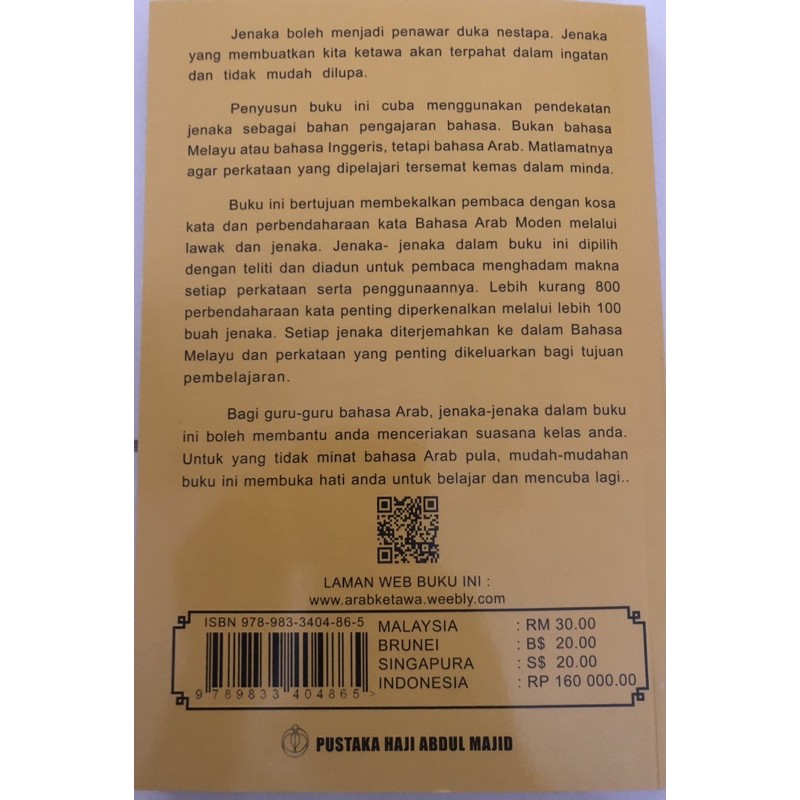 Jenaka boleh menjadi penawar duka nestapa. Jenaka
yang membuatkan kita ketawa akan terpahat dalam ingatan
dan tidak mudah dilupa.
Penyusun buku ini cuba menggunakan pendekatan
jenaka sebagai bahan pengajaran bahasa. Bukan bahasa
Melayu atau bahasa Inggeris, tetapi bahasa Arab. Matlamatnya
agar perkataan yang dipelajari tersemat kemas dalam minda.
Buku ini bertujuan membekalkan pembaca dengan kosa
kata dan perbendaharaan kata Bahasa Arab Moden melalui
lawak dan jenaka. Jenaka- jenaka dalam buku ini dipilih
dengan teliti dan diadun untuk pembaca menghadam makna
setiap perkataan serta penggunaannya. Lebih kurang 800
perbendaharaan kata penting diperkenalkan melalui lebih 100
buah jenaka. Setiap jenaka diterjemahkan ke dalam Bahasa
Melayu dan perkataan yang penting dikeluarkan bagi tujuan
pembelajaran.
Bagi guru-guru bahasa Arab, jenaka-jenaka dalam buku
ini boleh membantu anda menceriakan suasana kelas anda.
Untuk yang tidak minat bahasa Arab pula, mudah-mudahan
buku ini membuka hati anda untuk belajar dan mencuba lagi..
LAMAN WEB BUKU INI :
www.arabketawa.weebly.com
ISBN 978-983-3404-86-5
9 789833 404865 >
MALAYSIA : RM 30.00
BRUNEI : B$ 20.00
SINGAPURA : S$ 20.00
INDONESIA : RP 160 000.00
PUSTAKA HAJI ABDUL MAJID